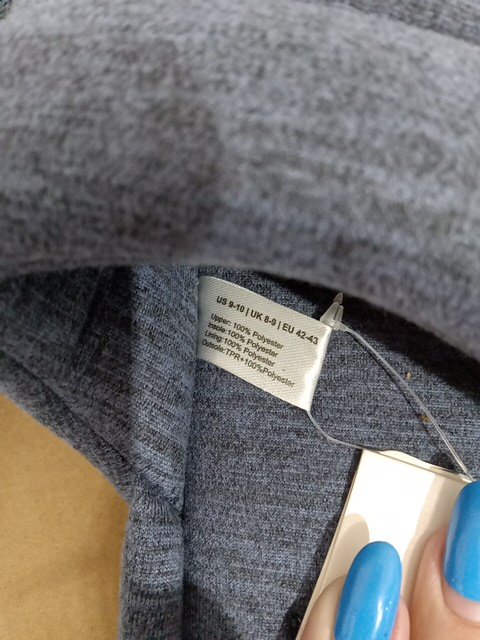 US 9-10 | UK 8-9 | EU 42-43
Upper: 100% Polyester
Insole:100% Polyester
Lining:100% Polyester
Outsole:TPR+100%Polyester